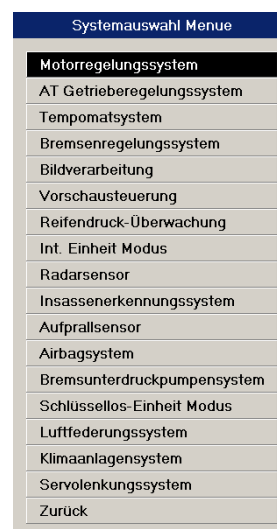 Systemauswahl Menue
Motorregelungssystem
AT Getrieberegelungssystem
Tempomatsystem
Bremsenregelungssystem
Bildverarbeitung
Vorschausteuerung
Reifendruck-Überwachung
Int. Einheit Modus
Radarsensor
Insassenerkennungssystem
Aufprallsensor
Airbagsystem
Bremsunterdruckpumpensystem
Schlüssellos-Einheit Modus
Luftfederungssystem
Klimaanlagensystem
Servolenkungssystem
Zurück